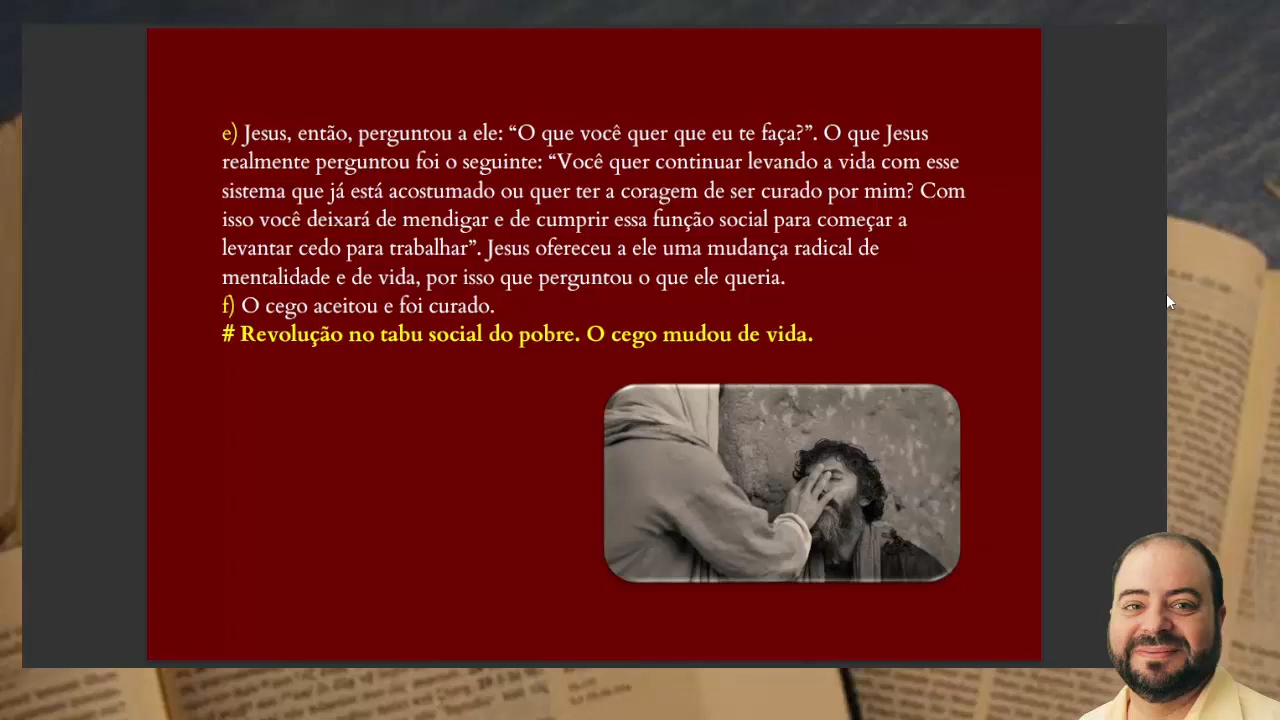 e) Jesus, então, perguntou a ele: “O que você quer que eu te faça?”. O que Jesus
realmente perguntou foi o seguinte: “Você quer continuar levando a vida com esse
sistema que já está acostumado ou quer ter a coragem de ser curado por mim? Com
isso você deixará de mendigar e de cumprir essa função social para começar a
levantar cedo para trabalhar”. Jesus ofereceu a ele uma mudança radical de
mentalidade e de vida, por isso que perguntou o que ele queria.
f) O cego aceitou e foi curado.
# Revolução no tabu social do pobre. O cego mudou de vida.